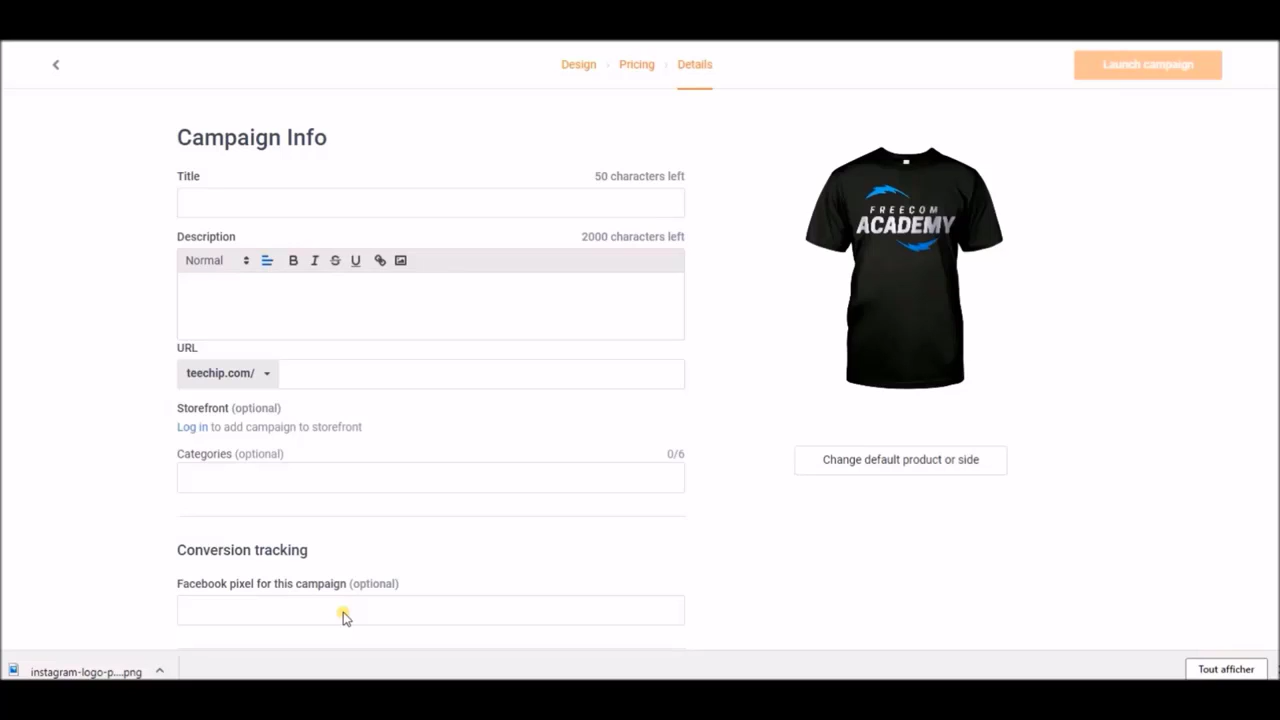 Design › Pricing › Details
Launch campaign
Campaign Info
Title
50 characters left
Description
2000 characters left
Normal
B I S U
URL
teechip.com/
Storefront (optional)
Log in to add campaign to storefront
Categories (optional)
0/6
Conversion tracking
Facebook pixel for this campaign (optional)
FREECOM
ACADEMY
Change default product or side
instagram-logo-p....png
Tout afficher